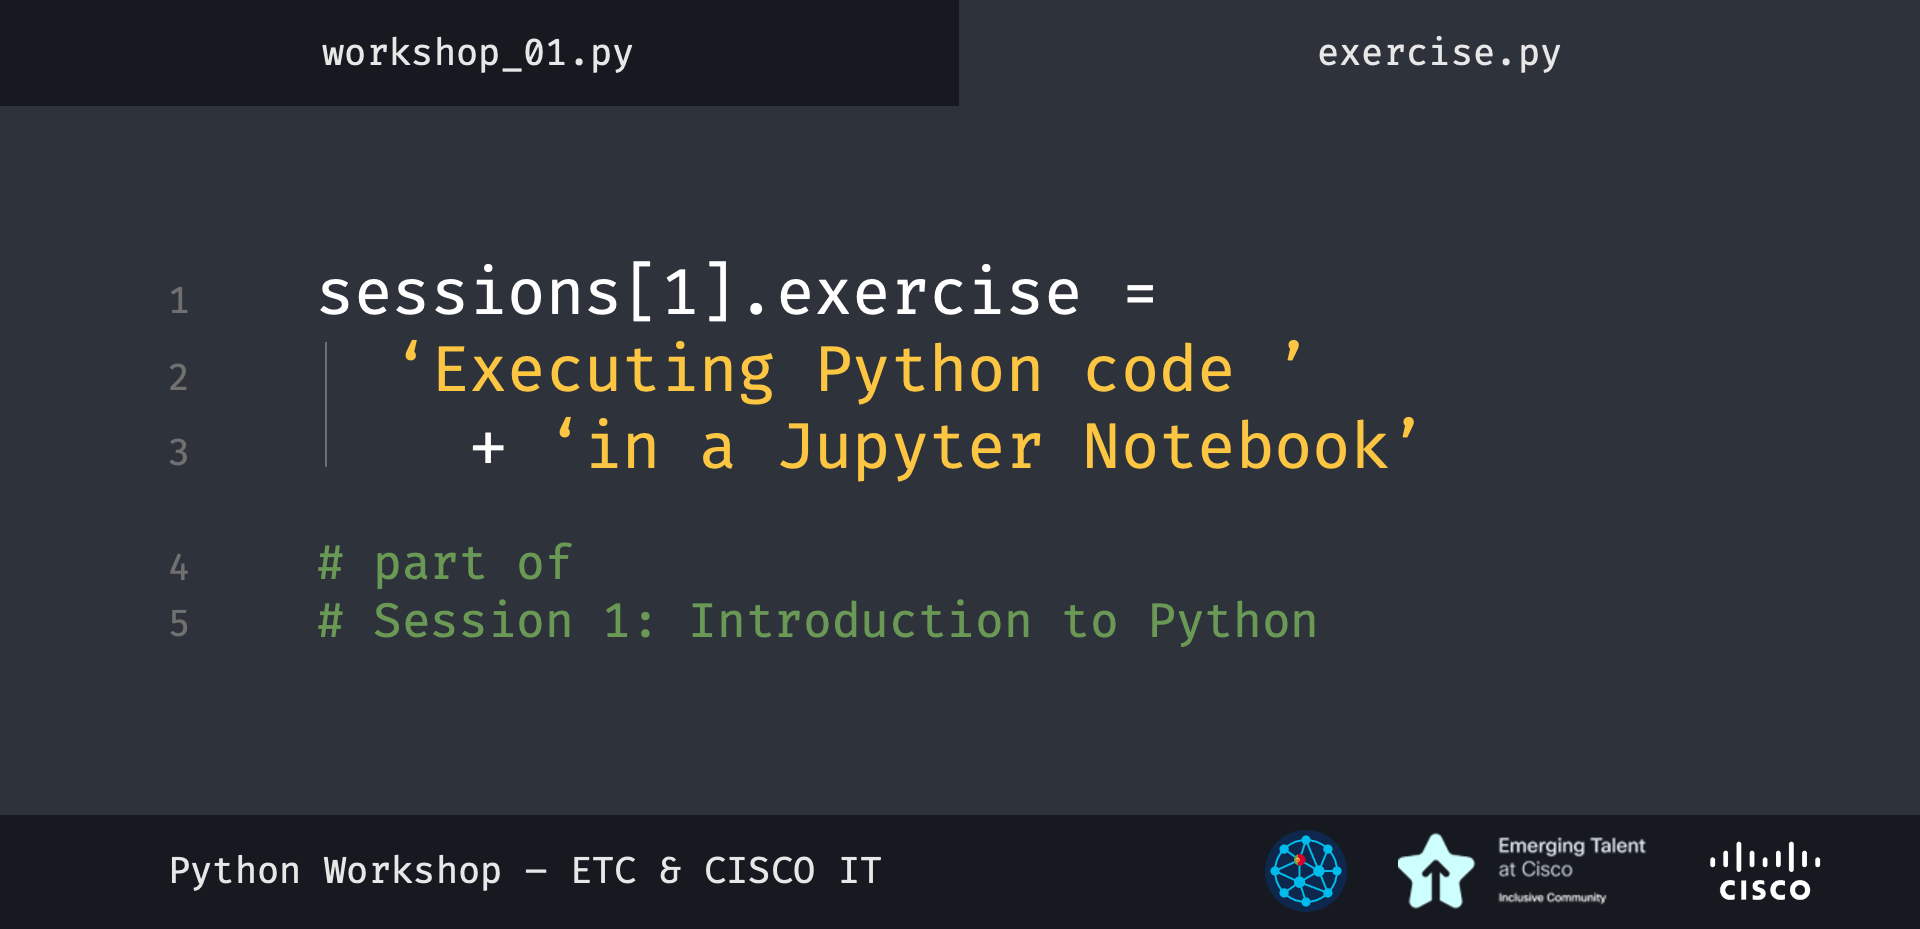 workshop_01.py
exercise.py
1 sessions[1].exercise =
2 ‘Executing Python code ’
3 + ‘in a Jupyter Notebook’
4 # part of
5 # Session 1: Introduction to Python
Python Workshop – ETC & CISCO IT
Emerging Talent
at Cisco
Inclusive Community
CISCO